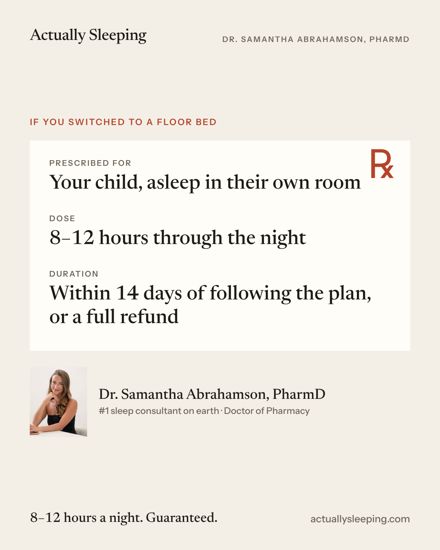 Actually Sleeping
DR. SAMANTHA ABRAHAMSON, PHARMD
IF YOU SWITCHED TO A FLOOR BED
Rx
PRESCRIBED FOR
Your child, asleep in their own room
DOSE
8–12 hours through the night
DURATION
Within 14 days of following the plan,
or a full refund
Dr. Samantha Abrahamson, PharmD
#1 sleep consultant on earth · Doctor of Pharmacy
8–12 hours a night. Guaranteed.
actuallysleeping.com